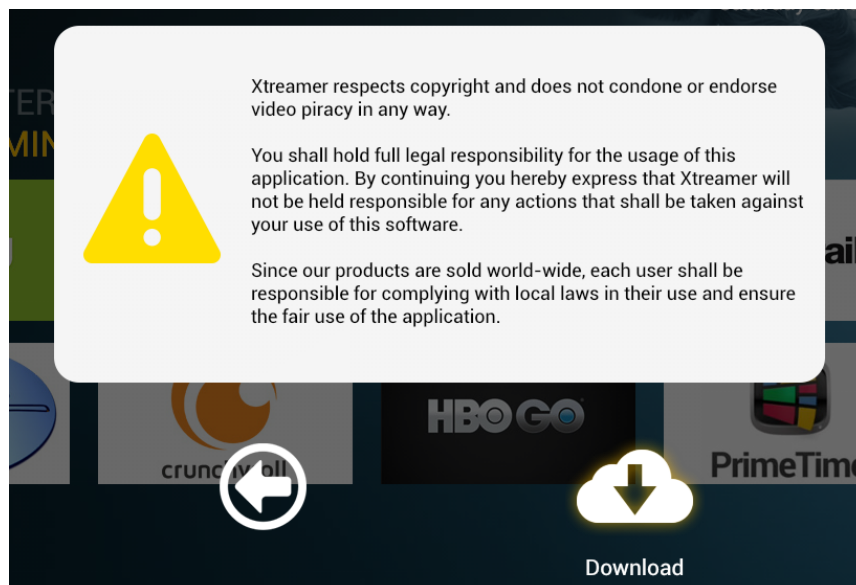 TER
MIN
Xtreamer respects copyright and does not condone or endorse
video piracy in any way.
You shall hold full legal responsibility for the usage of this
application. By continuing you hereby express that Xtreamer will
not be held responsible for any actions that shall be taken against
your use of this software.
Since our products are sold world-wide, each user shall be
responsible for complying with local laws in their use and ensure
the fair use of the application.
ail
HBO GO
PrimeTime
Download